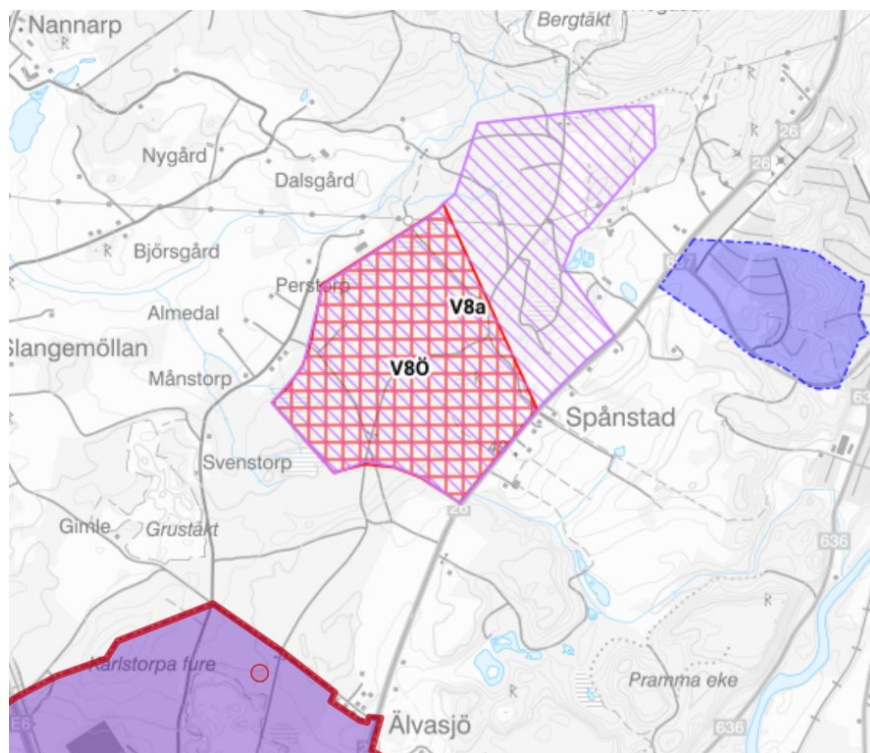 Bergtäkt
Nannarp
R
26
R
26
Nygård
Dalsgård
R
Björsgård
Perstorp
Almedal
V8a
Slangemöllan
V8Ö
Månstorp
Spånstad
Svenstorp
26
Gimle
Grustäkt
636
R
Karlstorpa fure
R
Pramma eke
E6
Älvasjö
636